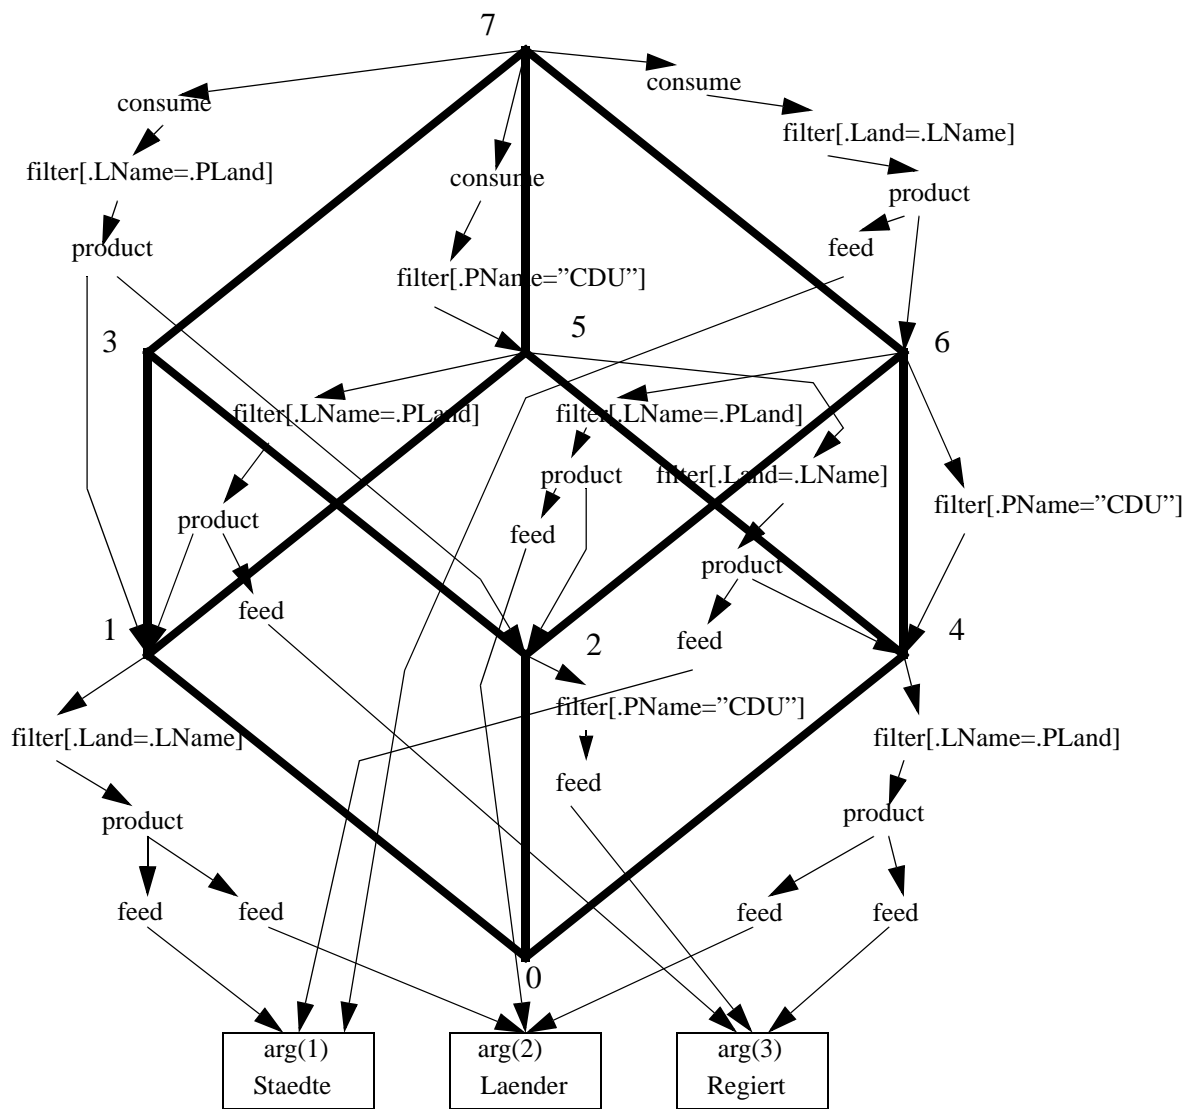 7
consume
consume
filter[.Land=.LName]
filter[.LName=.PLand]
consume
product
product
feed
filter[.PName=”CDU”]
3
5
6
filter[.LName=.PLand]
filter[.LName=.PLand]
product
filter[.Land=.LName]
filter[.PName=”CDU”]
product
feed
product
feed
1
2
4
feed
filter[.PName=”CDU”]
filter[.Land=.LName]
filter[.LName=.PLand]
feed
product
product
feed
feed
feed
feed
0
arg(1)
arg(2)
arg(3)
Staedte
Laender
Regiert